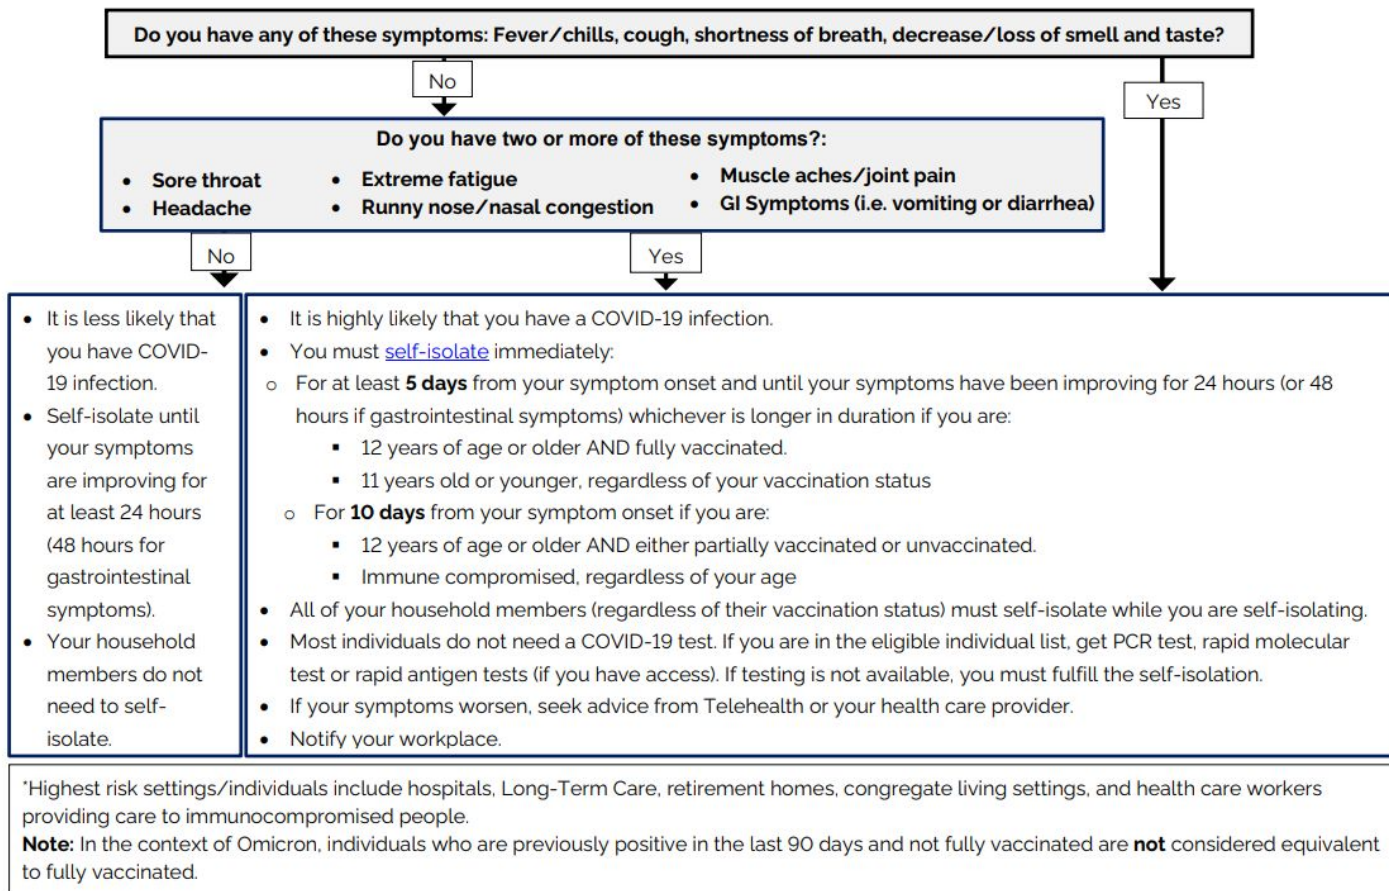 Do you have any of these symptoms: Fever/chills, cough, shortness of breath, decrease/loss of smell and taste?
No
Yes
Do you have two or more of these symptoms?:
• Sore throat
• Headache
• Extreme fatigue
• Runny nose/nasal congestion
• Muscle aches/joint pain
• GI Symptoms (i.e. vomiting or diarrhea)
No
Yes
• It is less likely that
you have COVID-
19 infection.
• Self-isolate until
your symptoms
are improving for
at least 24 hours
(48 hours for
gastrointestinal
symptoms).
• Your household
members do not
need to self-
isolate.
• It is highly likely that you have a COVID-19 infection.
• You must self-isolate immediately:
o For at least 5 days from your symptom onset and until your symptoms have been improving for 24 hours (or 48
hours if gastrointestinal symptoms) whichever is longer in duration if you are:
▪ 12 years of age or older AND fully vaccinated.
▪ 11 years old or younger, regardless of your vaccination status
o For 10 days from your symptom onset if you are:
▪ 12 years of age or older AND either partially vaccinated or unvaccinated.
▪ Immune compromised, regardless of your age
• All of your household members (regardless of their vaccination status) must self-isolate while you are self-isolating.
• Most individuals do not need a COVID-19 test. If you are in the eligible individual list, get PCR test, rapid molecular
test or rapid antigen tests (if you have access). If testing is not available, you must fulfill the self-isolation.
• If your symptoms worsen, seek advice from Telehealth or your health care provider.
• Notify your workplace.
*Highest risk settings/individuals include hospitals, Long-Term Care, retirement homes, congregate living settings, and health care workers
providing care to immunocompromised people.
Note: In the context of Omicron, individuals who are previously positive in the last 90 days and not fully vaccinated are not considered equivalent
to fully vaccinated.